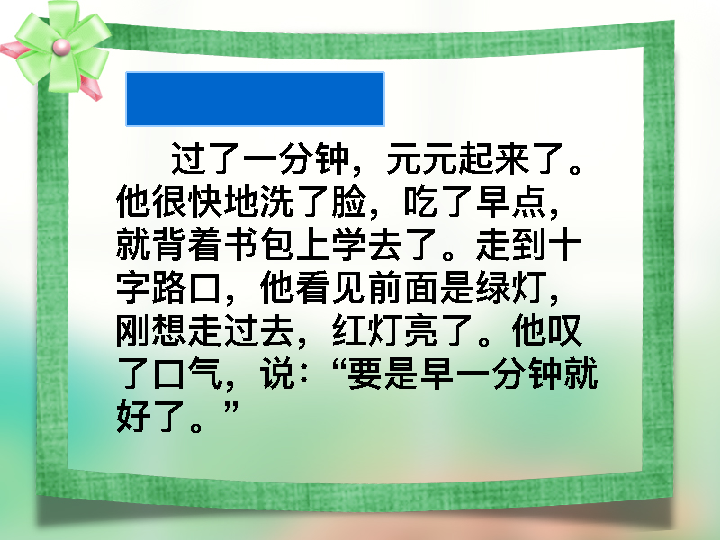 过了一分钟，元元起来了。
他很快地洗了脸，吃了早点，
就背着书包上学去了。走到十
字路口，他看见前面是绿灯，
刚想走过去，红灯亮了。他叹
了口气，说：“要是早一分钟就
好了。”